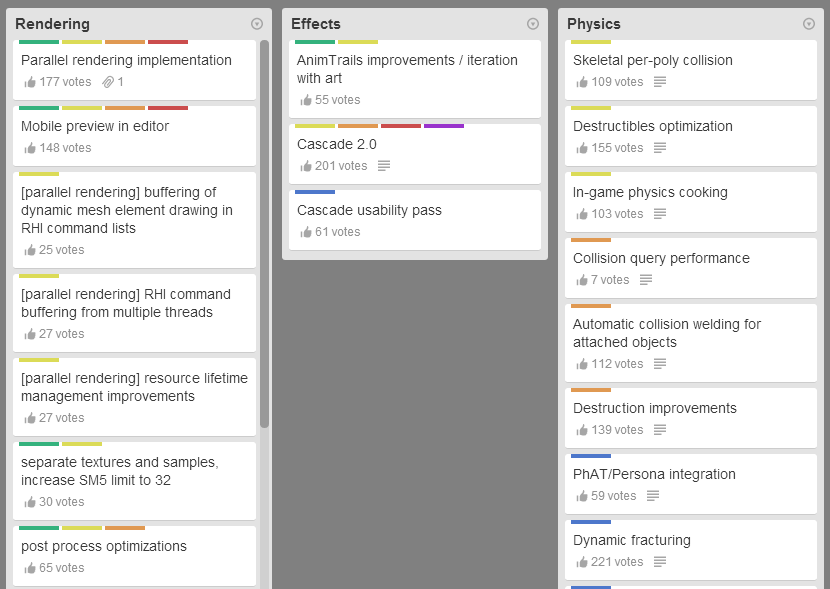 Rendering
Parallel rendering implementation
177 votes 1
Mobile preview in editor
148 votes
[parallel rendering] buffering of
dynamic mesh element drawing in
RHI command lists
25 votes
[parallel rendering] RHI command
buffering from multiple threads
27 votes
[parallel rendering] resource lifetime
management improvements
27 votes
separate textures and samples,
increase SM5 limit to 32
30 votes
post process optimizations
65 votes
Effects
AnimTrails improvements / iteration
with art
55 votes
Cascade 2.0
201 votes
Cascade usability pass
61 votes
Physics
Skeletal per-poly collision
109 votes
Destructibles optimization
155 votes
In-game physics cooking
103 votes
Collision query performance
7 votes
Automatic collision welding for
attached objects
112 votes
Destruction improvements
139 votes
PhAT/Persona integration
59 votes
Dynamic fracturing
221 votes